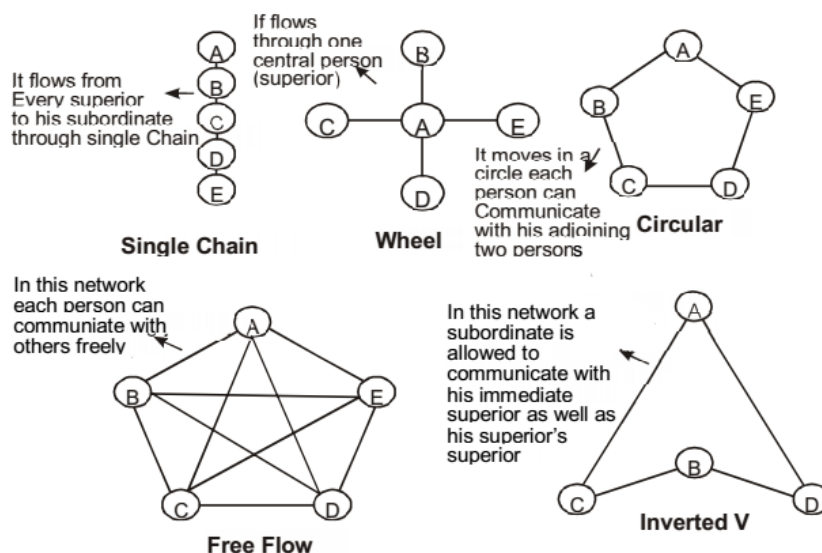 A
B
C
D
E
It flows from
Every superior
to his subordinate
through single Chain
Single Chain
If flows
through one
central person
(superior)
B
C
A
E
D
Wheel
A
B
E
C
D
It moves in a
circle each
person can
Communicate
with his adjoining
two persons
Circular
In this network
each person can
communiate with
others freely
A
B
E
C
D
Free Flow
In this network a
subordinate is
allowed to
communicate with
his immediate
superior as well as
his superior's
superior
A
B
C
D
Inverted V